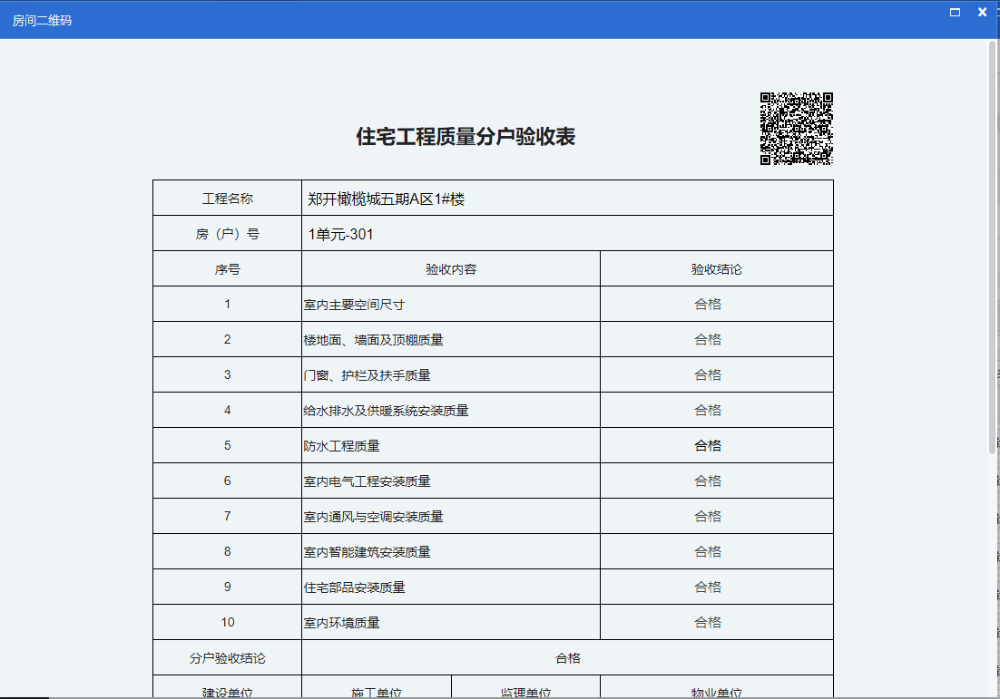 房间二维码
住宅工程质量分户验收表
工程名称 郑开橄榄城五期A区1#楼
房（户）号 1单元-301
序号 验收内容 验收结论
1 室内主要空间尺寸 合格
2 楼地面、墙面及顶棚质量 合格
3 门窗、护栏及扶手质量 合格
4 给水排水及供暖系统安装质量 合格
5 防水工程质量 合格
6 室内电气工程安装质量 合格
7 室内通风与空调安装质量 合格
8 室内智能建筑安装质量 合格
9 住宅部品安装质量 合格
10 室内环境质量 合格
分户验收结论 合格
建设单位 施工单位 监理单位 物业单位